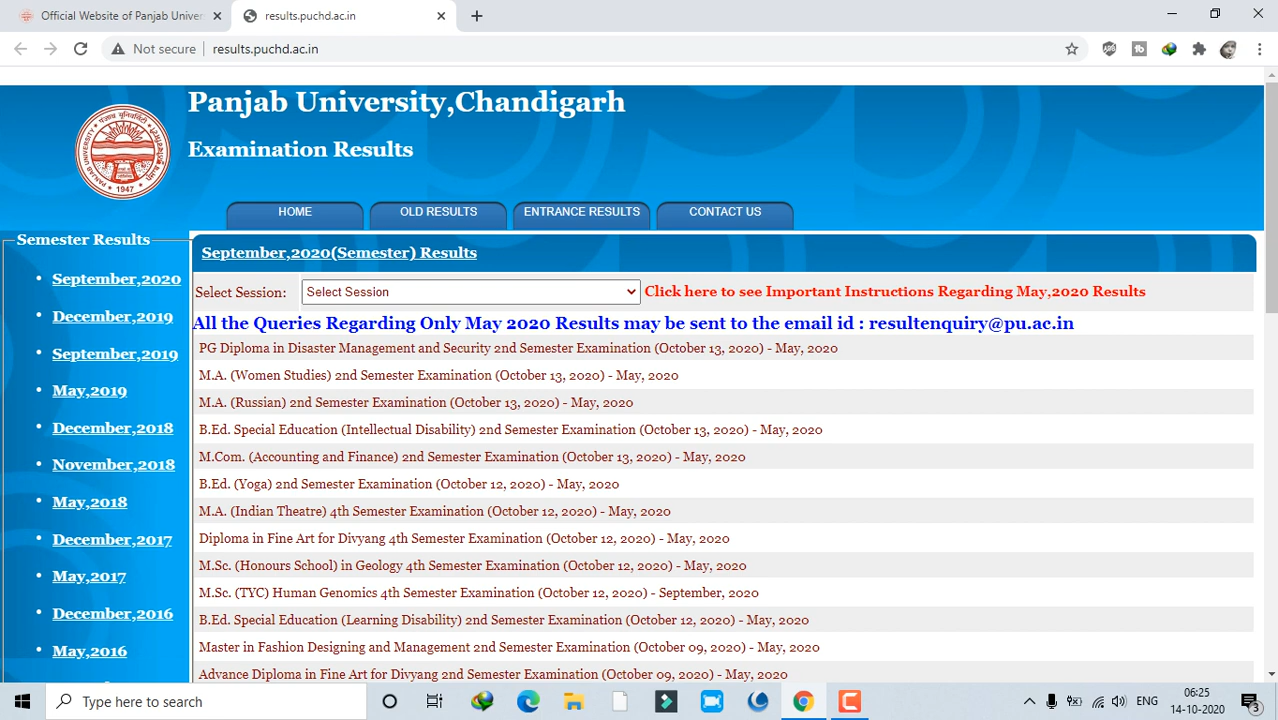 Official Website of Panjab Univer
results.puchd.ac.in
Not secure
results.puchd.ac.in
Panjab University,Chandigarh
Examination Results
HOME
OLD RESULTS
ENTRANCE RESULTS
CONTACT US
Semester Results
September,2020
December,2019
September,2019
May,2019
December,2018
November,2018
May,2018
December,2017
May,2017
December,2016
May,2016
September,2020(Semester) Results
Select Session:
Select Session
Click here to see Important Instructions Regarding May,2020 Results
All the Queries Regarding Only May 2020 Results may be sent to the email id : resultenquiry@pu.ac.in
PG Diploma in Disaster Management and Security 2nd Semester Examination (October 13, 2020) - May, 2020
M.A. (Women Studies) 2nd Semester Examination (October 13, 2020) - May, 2020
M.A. (Russian) 2nd Semester Examination (October 13, 2020) - May, 2020
B.Ed. Special Education (Intellectual Disability) 2nd Semester Examination (October 13, 2020) - May, 2020
M.Com. (Accounting and Finance) 2nd Semester Examination (October 13, 2020) - May, 2020
B.Ed. (Yoga) 2nd Semester Examination (October 12, 2020) - May, 2020
M.A. (Indian Theatre) 4th Semester Examination (October 12, 2020) - May, 2020
Diploma in Fine Art for Divyang 4th Semester Examination (October 12, 2020) - May, 2020
M.Sc. (Honours School) in Geology 4th Semester Examination (October 12, 2020) - May, 2020
M.Sc. (TYC) Human Genomics 4th Semester Examination (October 12, 2020) - September, 2020
B.Ed. Special Education (Learning Disability) 2nd Semester Examination (October 12, 2020) - May, 2020
Master in Fashion Designing and Management 2nd Semester Examination (October 09, 2020) - May, 2020
Advance Diploma in Fine Art for Divyang 2nd Semester Examination (October 09, 2020) - May, 2020
Type here to search
ENG
06:25
14-10-2020
3